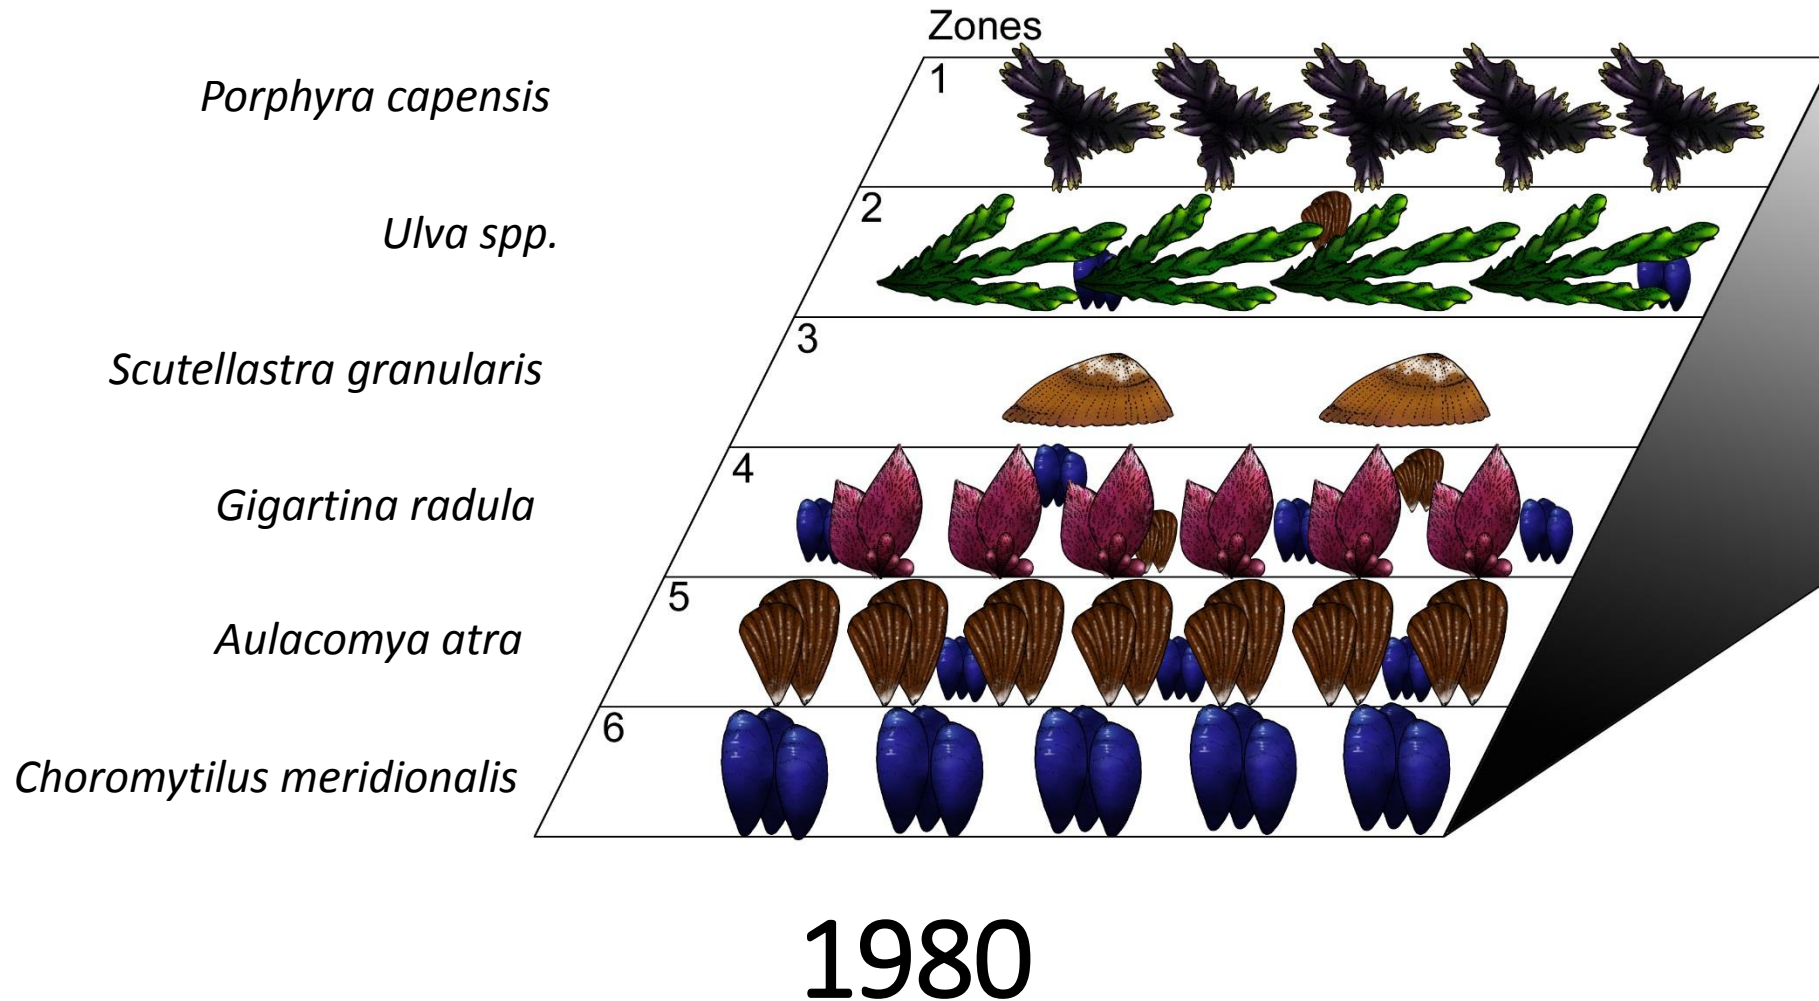 Zones
1
Porphyra capensis
2
Ulva spp.
3
Scutellastra granularis
4
Gigartina radula
5
Aulacomya atra
6
Choromytilus meridionalis
1980